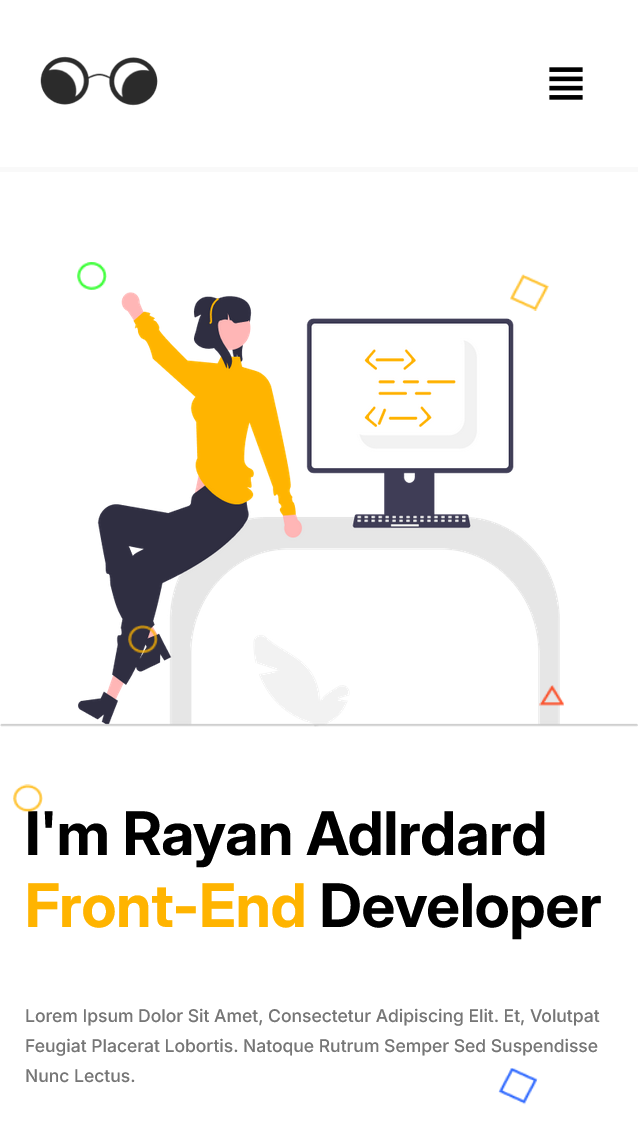 I'm Rayan Adlrdard
Front-End Developer
Lorem Ipsum Dolor Sit Amet, Consectetur Adipiscing Elit. Et, Volutpat
Feugiat Placerat Lobortis. Natoque Rutrum Semper Sed Suspendisse
Nunc Lectus.